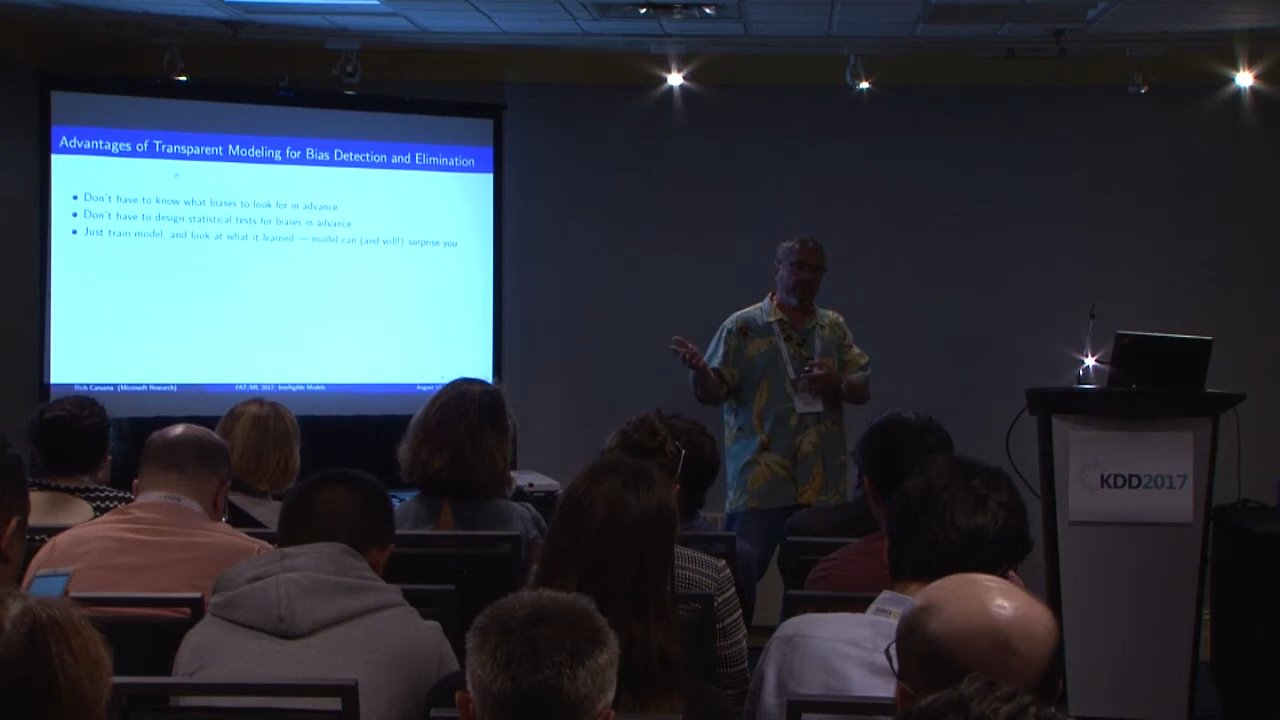 Advantages of Transparent Modeling for Bias Detection and Elimination
Don't have to know what biases to look for in advance
Don't have to design statistical tests for biases in advance
Just train model, and look at what it learned — model can (and will!) surprise you
Rich Caruana (Microsoft Research)
FAT/ML 2017: Intelligible Models
August
KDD2017